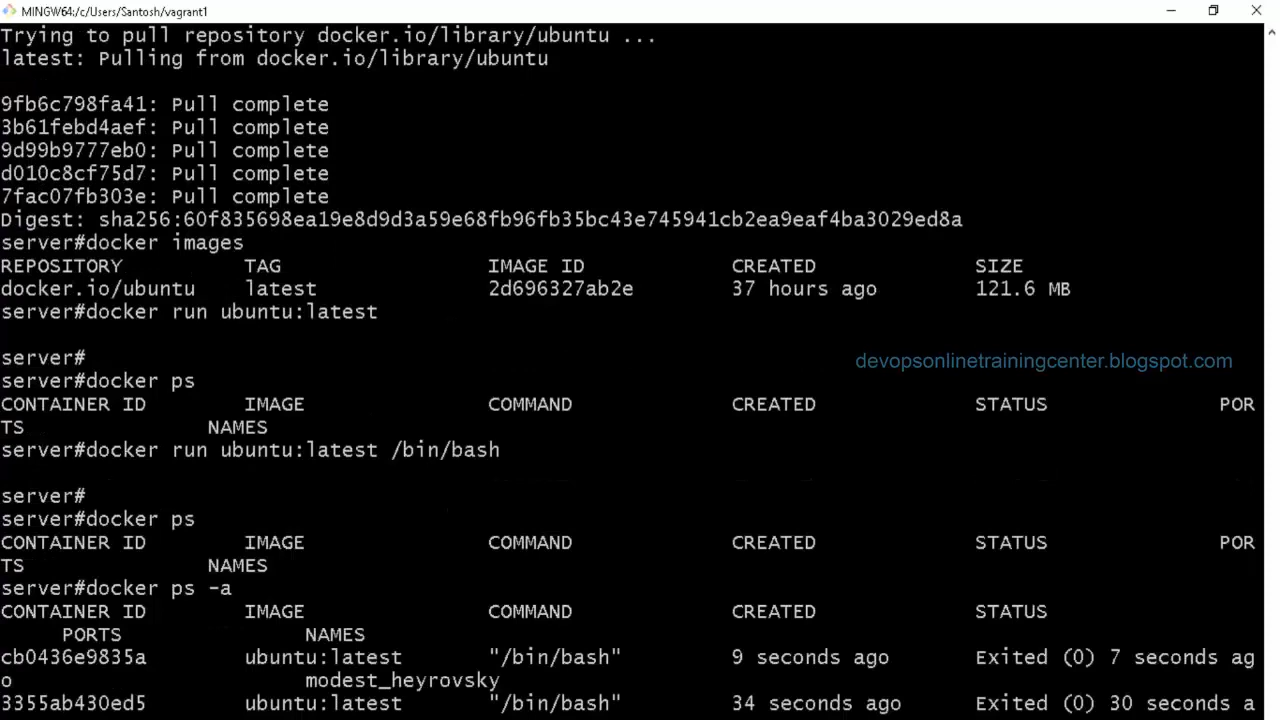 MINGW64:/c/Users/Santosh/vagrant1
Trying to pull repository docker.io/library/ubuntu ...
latest: Pulling from docker.io/library/ubuntu
9fb6c798fa41: Pull complete
3b61febd4aef: Pull complete
9d99b9777eb0: Pull complete
d010c8cf75d7: Pull complete
7fac07fb303e: Pull complete
Digest: sha256:60f835698ea19e8d9d3a59e68fb96fb35bc43e745941cb2ea9eaf4ba3029ed8a
server#docker images
REPOSITORY TAG IMAGE ID CREATED SIZE
docker.io/ubuntu latest 2d696327ab2e 37 hours ago 121.6 MB
server#docker run ubuntu:latest
server#
devopsonlinetrainingcenter.blogspot.com
server#docker ps
CONTAINER ID IMAGE COMMAND CREATED STATUS POR
TS NAMES
server#docker run ubuntu:latest /bin/bash
server#
server#docker ps
CONTAINER ID IMAGE COMMAND CREATED STATUS POR
TS NAMES
server#docker ps -a
CONTAINER ID IMAGE COMMAND CREATED STATUS
PORTS NAMES
cb0436e9835a ubuntu:latest "/bin/bash" 9 seconds ago Exited (0) 7 seconds ag
o modest_heyrovsky
3355ab430ed5 ubuntu:latest "/bin/bash" 34 seconds ago Exited (0) 30 seconds a